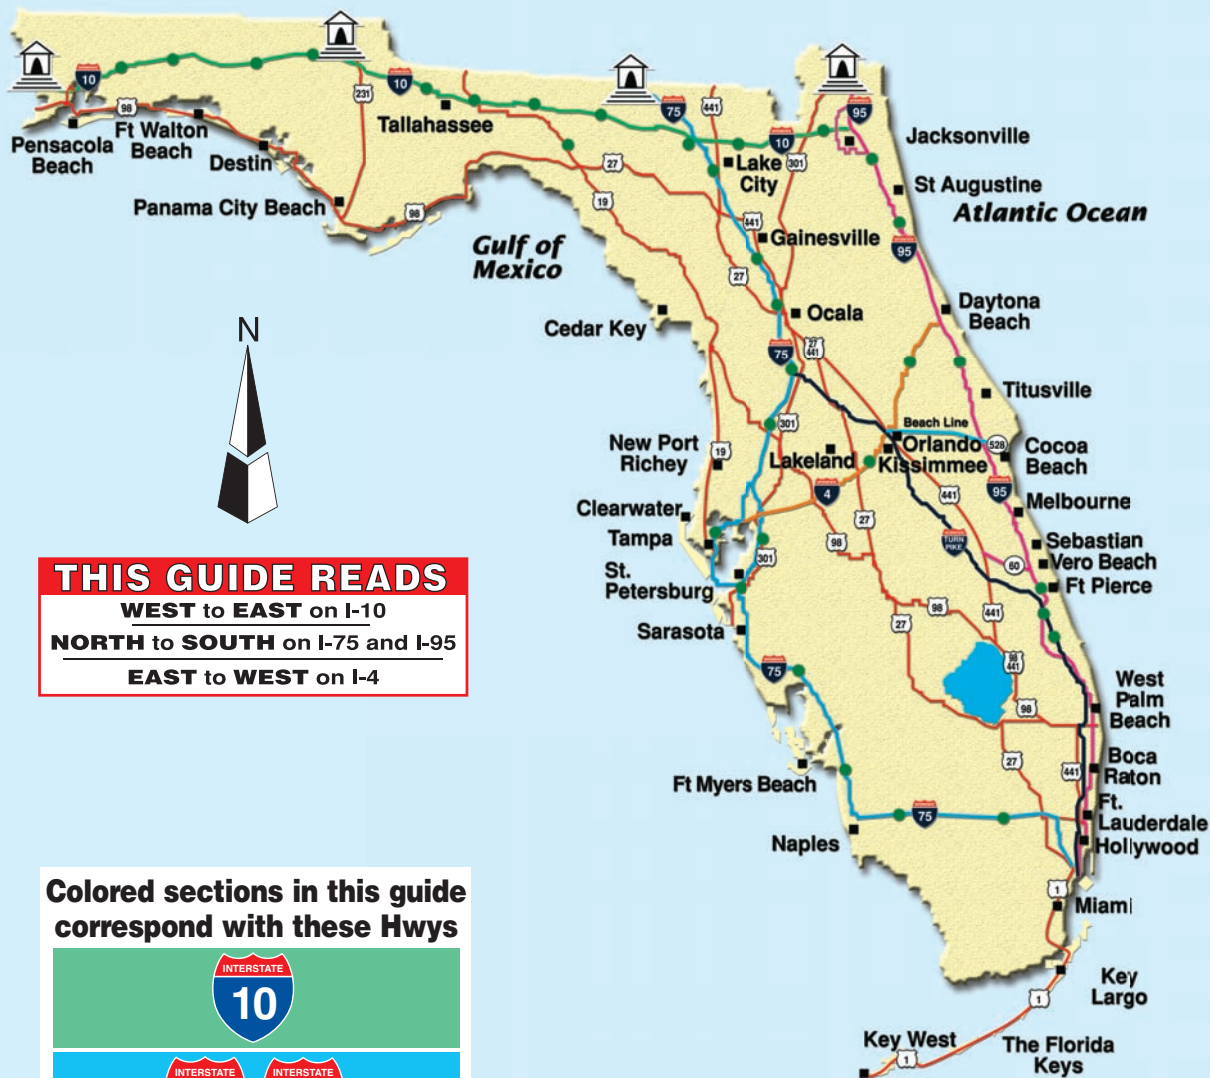 10
98
231
10
75
441
95
Pensacola
Beach
Ft Walton
Beach
Destin
Tallahassee
10
301
Lake
City
Jacksonville
27
St Augustine
Atlantic Ocean
Panama City Beach
98
19
441
Gainesville
95
Gulf of
Mexico
27
Cedar Key
Ocala
Daytona
Beach
N
75
27
441
Titusville
301
Beach Line
New Port
Richey
19
Lakeland
Orlando
Kissimmee
528
Cocoa
Beach
4
441
95
Melbourne
Clearwater
Tampa
27
98
TURN
PIKE
Sebastian
Vero Beach
60
Ft Pierce
301
St.
Petersburg
98
441
27
Sarasota
THIS GUIDE READS
WEST to EAST on I-10
NORTH to SOUTH on I-75 and I-95
EAST to WEST on I-4
75
98
441
98
West
Palm
Beach
27
441
Boca
Raton
Ft Myers Beach
75
Ft.
Lauderdale
Hollywood
Naples
1
Miami
Key
Largo
1
Key West
1
The Florida
Keys
Colored sections in this guide
correspond with these Hwys
INTERSTATE
10
INTERSTATE INTERSTATE